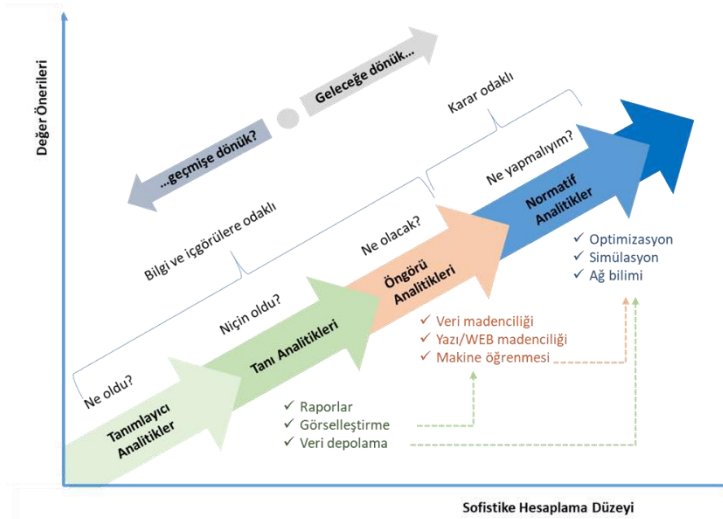 Değer Önerileri
Geleceğe dönük...
...geçmişe dönük?
Karar odaklı
Bilgi ve içgörülere odaklı
Ne oldu?
Niçin oldu?
Ne olacak?
Ne yapmalıyım?
Tanımlayıcı
Analitikler
Tanı Analitikleri
Öngörü
Analitikleri
Normatif
Analitikler
✓ Optimizasyon
✓ Simülasyon
✓ Ağ bilimi
✓ Veri madenciliği
✓ Yazı/WEB madenciliği
✓ Makine öğrenmesi
✓ Raporlar
✓ Görselleştirme
✓ Veri depolama
Sofistike Hesaplama Düzeyi